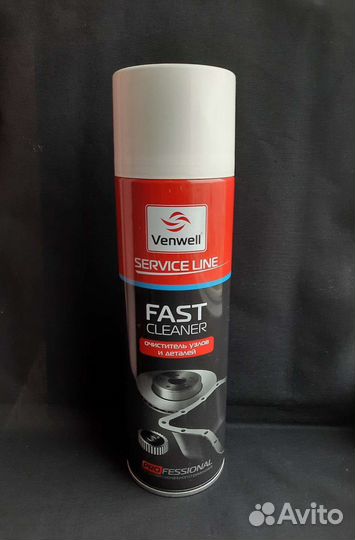 Venwell
SERVICE LINE
FAST
CLEANER
ОЧИСТИТЕЛЬ УЗЛОВ
И ДЕТАЛЕЙ
PROFESSIONAL
Avito